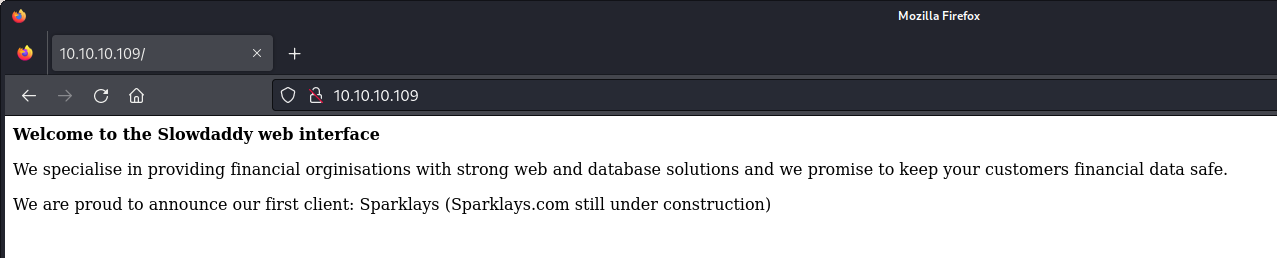 Mozilla Firefox
10.10.10.109/
10.10.10.109
Welcome to the Slowdaddy web interface
We specialise in providing financial orginisations with strong web and database solutions and we promise to keep your customers financial data safe.
We are proud to announce our first client: Sparklays (Sparklays.com still under construction)